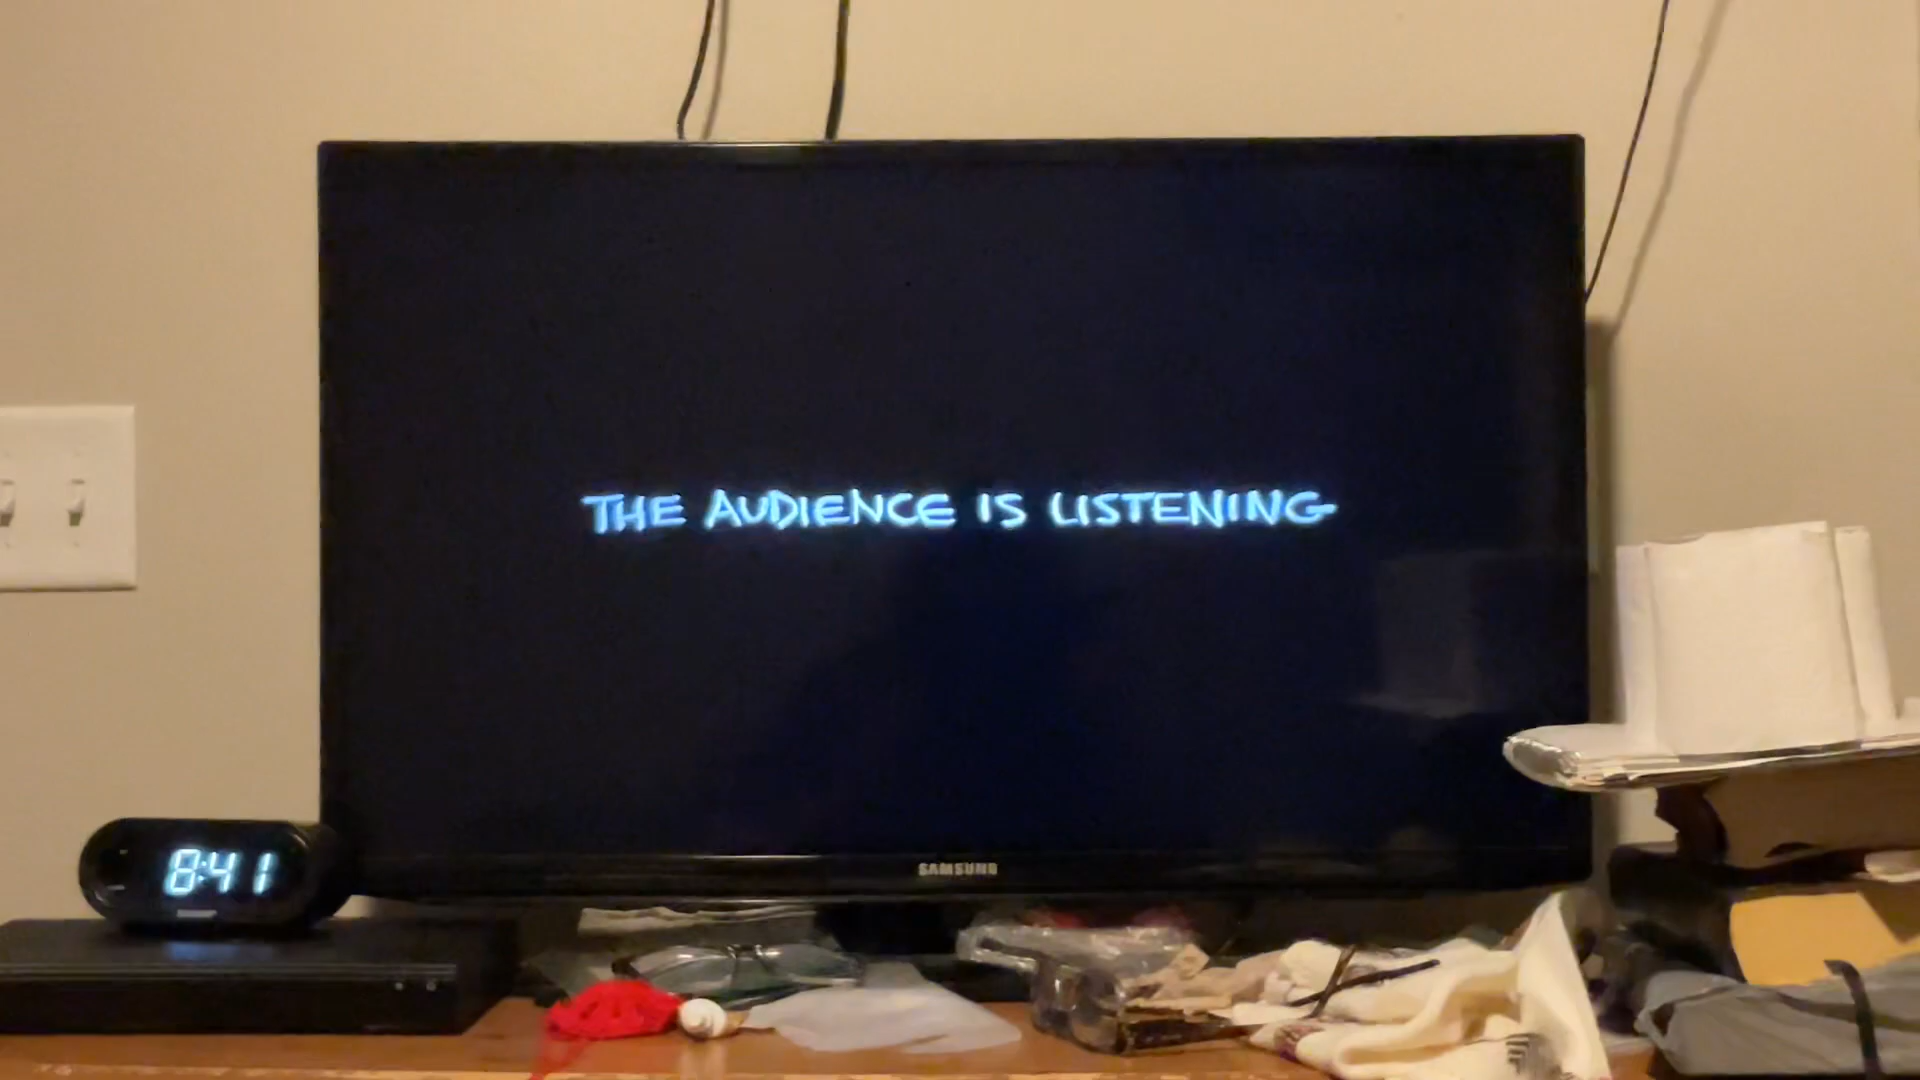 THE AUDIENCE IS LISTENING
SAMSUNG
8:41